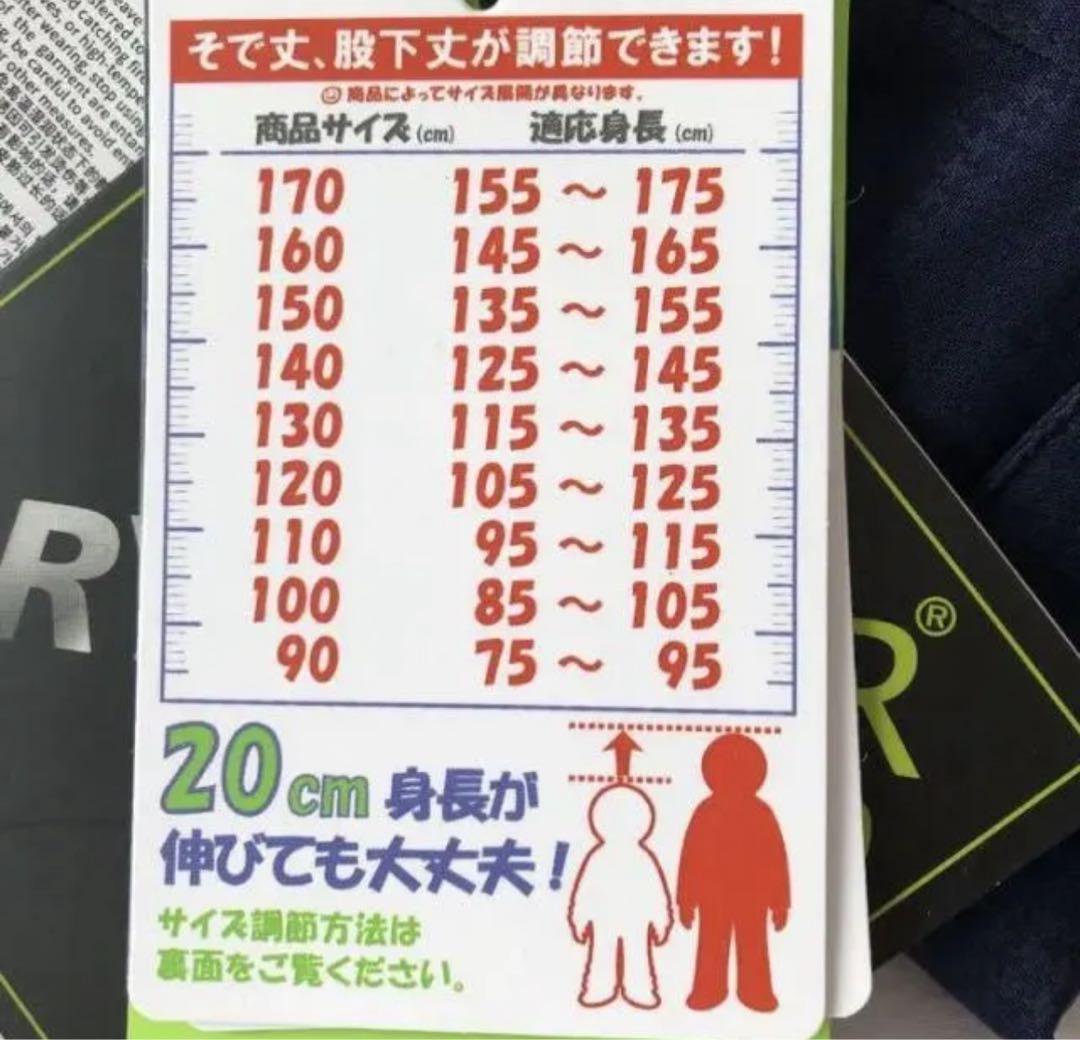 そで丈、股下丈が調節できます!
商品によってサイズ展開が異なります。
商品サイズ(cm) 適応身長(cm)
170 155 〜 175
160 145 〜 165
150 135 〜 155
140 125 〜 145
130 115 〜 135
120 105 〜 125
110 95 〜 115
100 85 〜 105
90 75 〜 95
20cm 身長が
伸びても大丈夫!
サイズ調節方法は
裏面をご覧ください。
R
R®